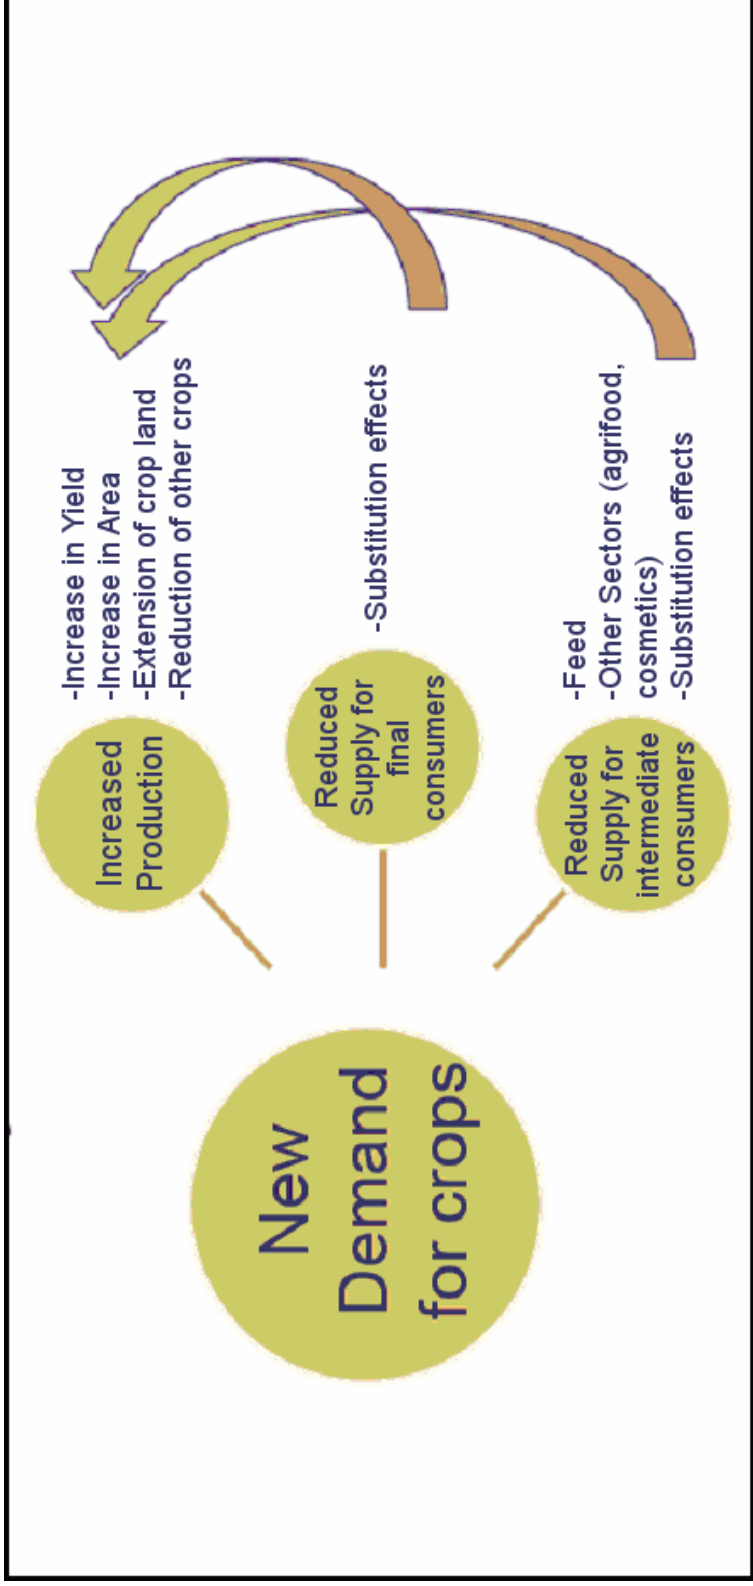 New
Demand
for crops
Increased
Production
-Increase in Yield
-Increase in Area
-Extension of crop land
-Reduction of other crops
Reduced
Supply for
final
consumers
-Substitution effects
Reduced
Supply for
intermediate
consumers
-Feed
-Other Sectors (agrifood,
cosmetics)
-Substitution effects